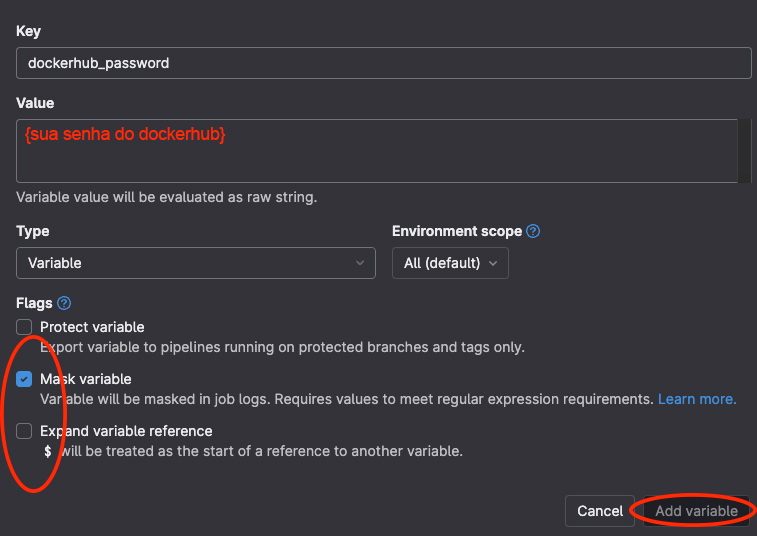 Key
dockerhub_password
Value
{sua senha do dockerhub}
Variable value will be evaluated as raw string.
Type
Environment scope
Variable
All (default)
Flags
Protect variable
Export variable to pipelines running on protected branches and tags only.
Mask variable
Variable will be masked in job logs. Requires values to meet regular expression requirements. Learn more.
Expand variable reference
$ will be treated as the start of a reference to another variable.
Cancel
Add variable